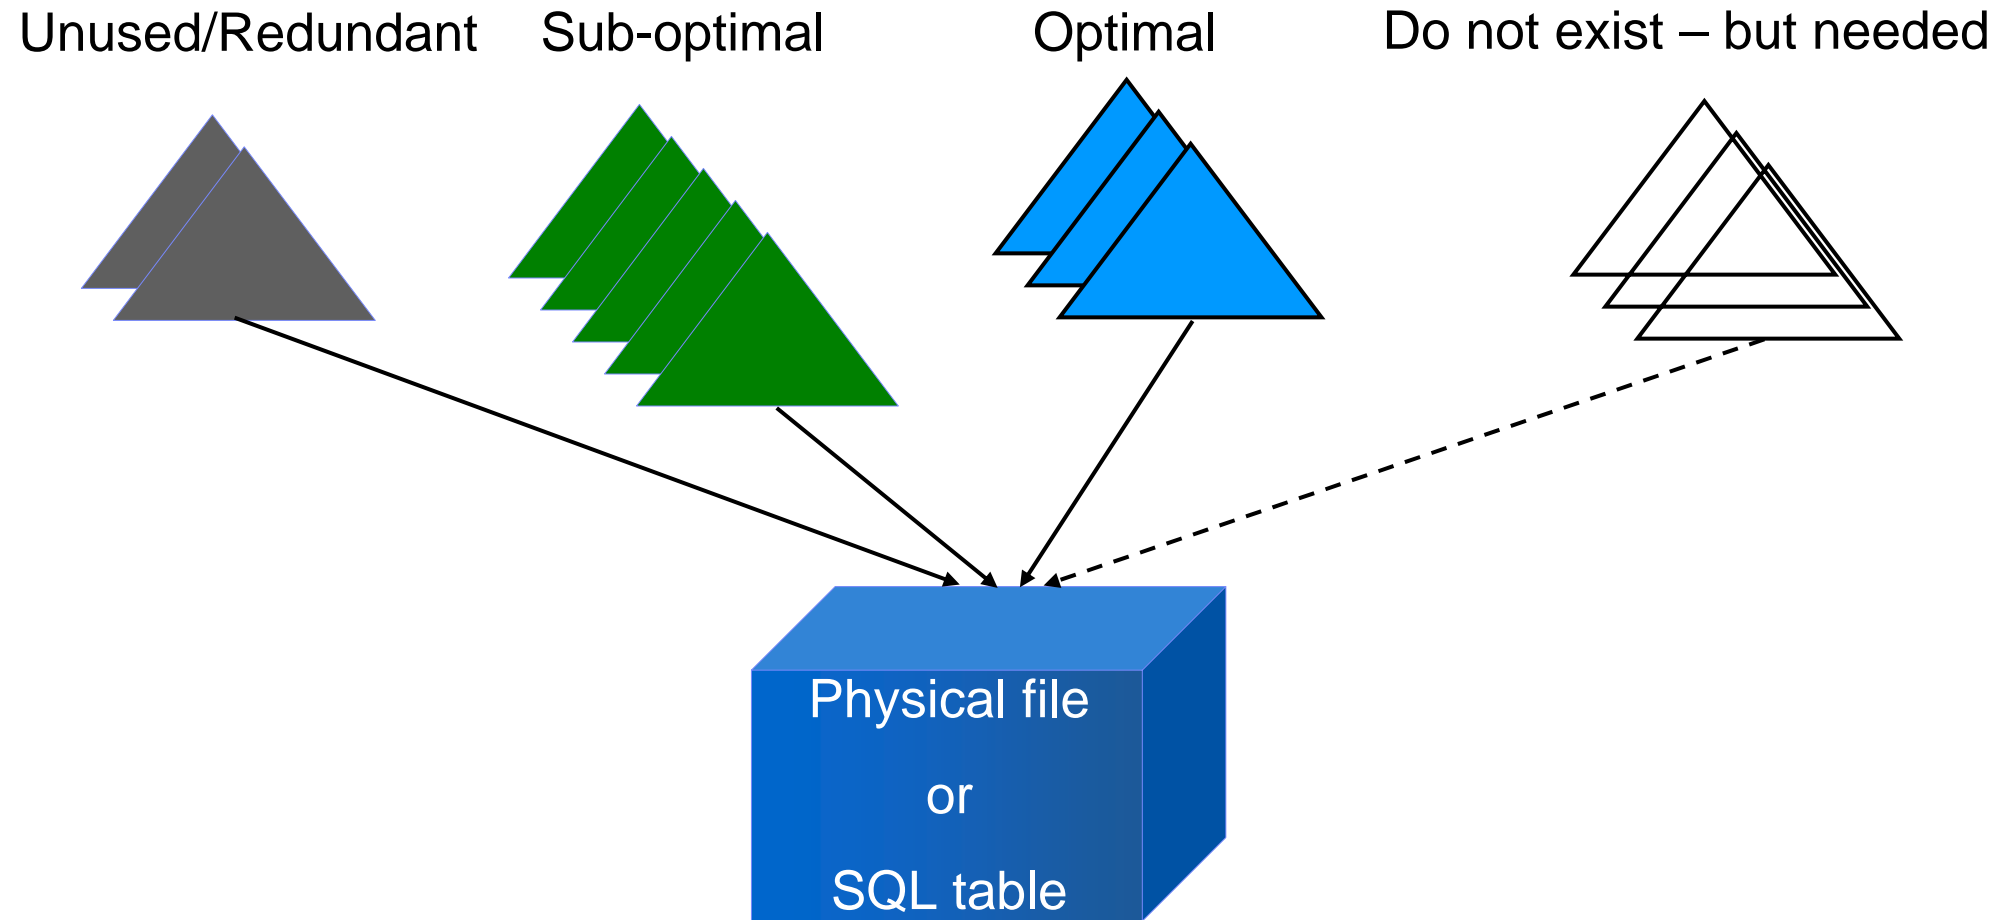 Unused/Redundant
Sub-optimal
Optimal
Do not exist – but needed
Physical file
or
SQL table